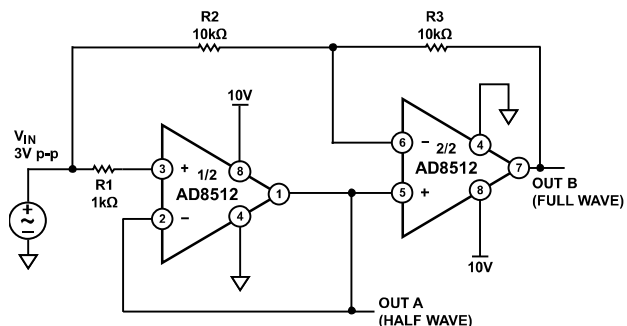 R2
10kΩ
R3
10kΩ
10V
V_IN
3V p-p
R1
1kΩ
3
+
1/2
AD8512
8
1
2
−
4
6
−
2/2
AD8512
4
7
5
+
8
10V
OUT B
(FULL WAVE)
OUT A
(HALF WAVE)
+
~
−